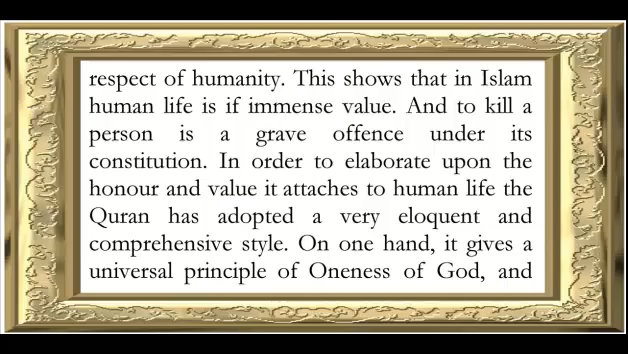 respect of humanity. This shows that in Islam
human life is if immense value. And to kill a
person is a grave offence under its
constitution. In order to elaborate upon the
honour and value it attaches to human life the
Quran has adopted a very eloquent and
comprehensive style. On one hand, it gives a
universal principle of Oneness of God, and